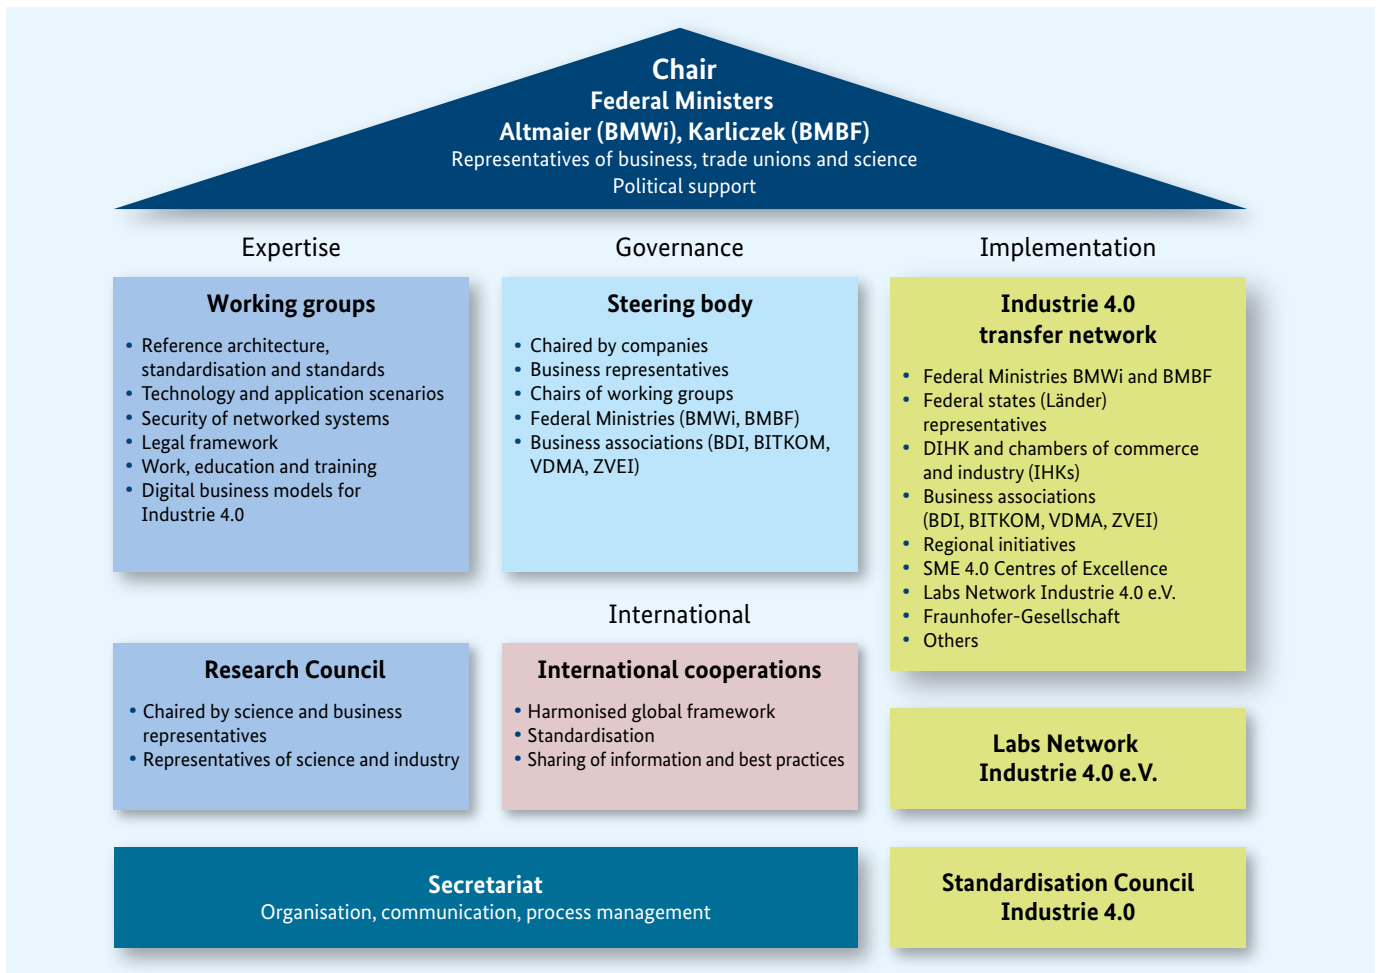 Chair
Federal Ministers
Altmaier (BMWi), Karliczek (BMBF)
Representatives of business, trade unions and science
Political support
Expertise
Working groups
• Reference architecture,
standardisation and standards
• Technology and application scenarios
• Security of networked systems
• Legal framework
• Work, education and training
• Digital business models for
Industrie 4.0
Research Council
• Chaired by science and business
representatives
• Representatives of science and industry
Governance
Steering body
• Chaired by companies
• Business representatives
• Chairs of working groups
• Federal Ministries (BMWi, BMBF)
• Business associations (BDI, BITKOM,
VDMA, ZVEI)
International
International cooperations
• Harmonised global framework
• Standardisation
• Sharing of information and best practices
Implementation
Industrie 4.0
transfer network
• Federal Ministries BMWi and BMBF
• Federal states (Länder)
representatives
• DIHK and chambers of commerce
and industry (IHKs)
• Business associations
(BDI, BITKOM, VDMA, ZVEI)
• Regional initiatives
• SME 4.0 Centres of Excellence
• Labs Network Industrie 4.0 e.V.
• Fraunhofer-Gesellschaft
• Others
Labs Network
Industrie 4.0 e.V.
Secretariat
Organisation, communication, process management
Standardisation Council
Industrie 4.0